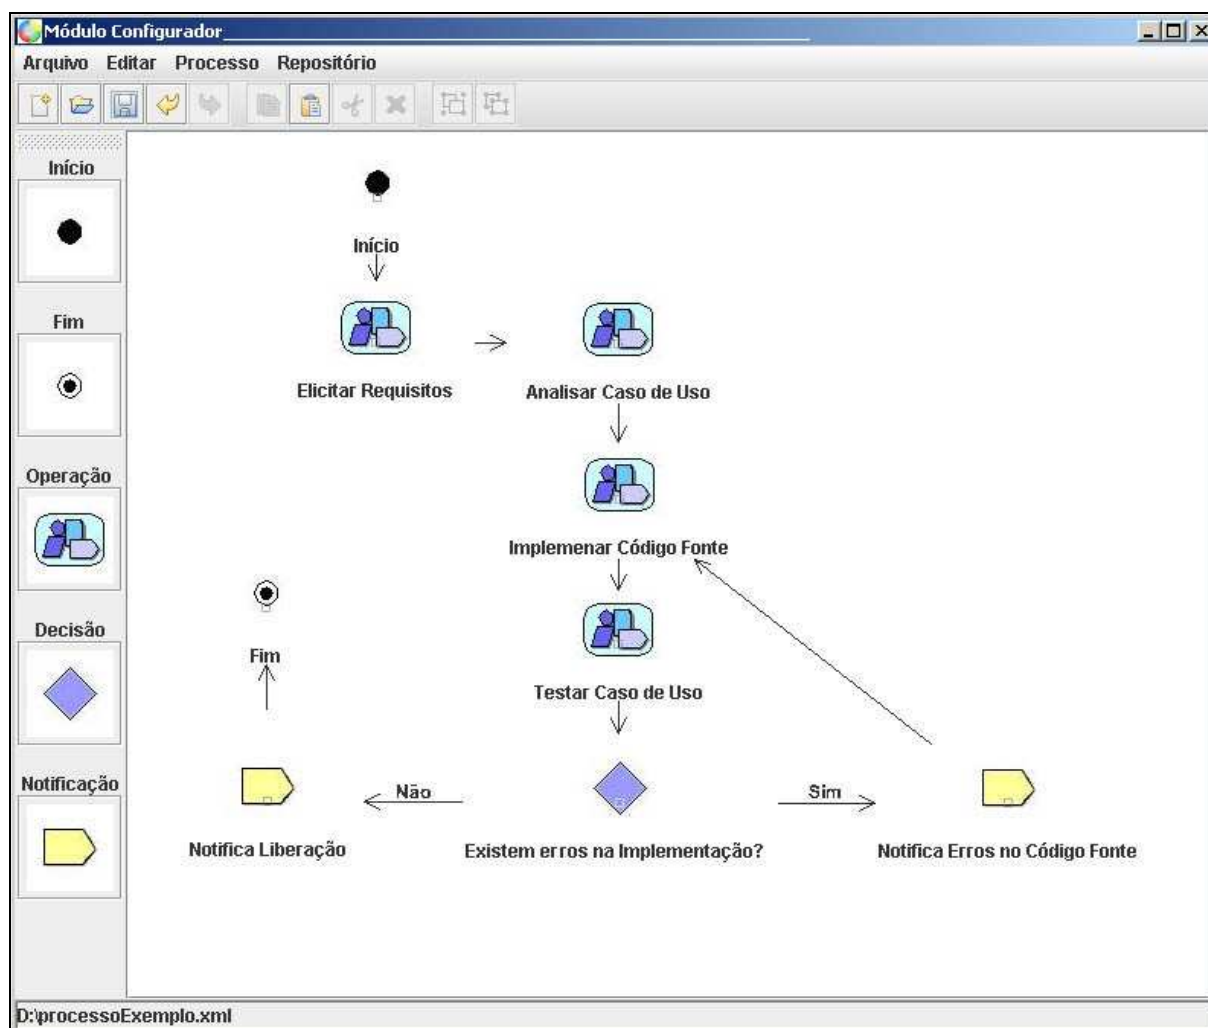 Módulo Configurador
Arquivo Editar Processo Repositório
Início
Fim
Operação
Decisão
Notificação
Início
Elicitar Requisitos
Analisar Caso de Uso
Implemenar Código Fonte
Testar Caso de Uso
Fim
Não
Sim
Notifica Liberação
Existem erros na Implementação?
Notifica Erros no Código Fonte
D:\processoExemplo.xml